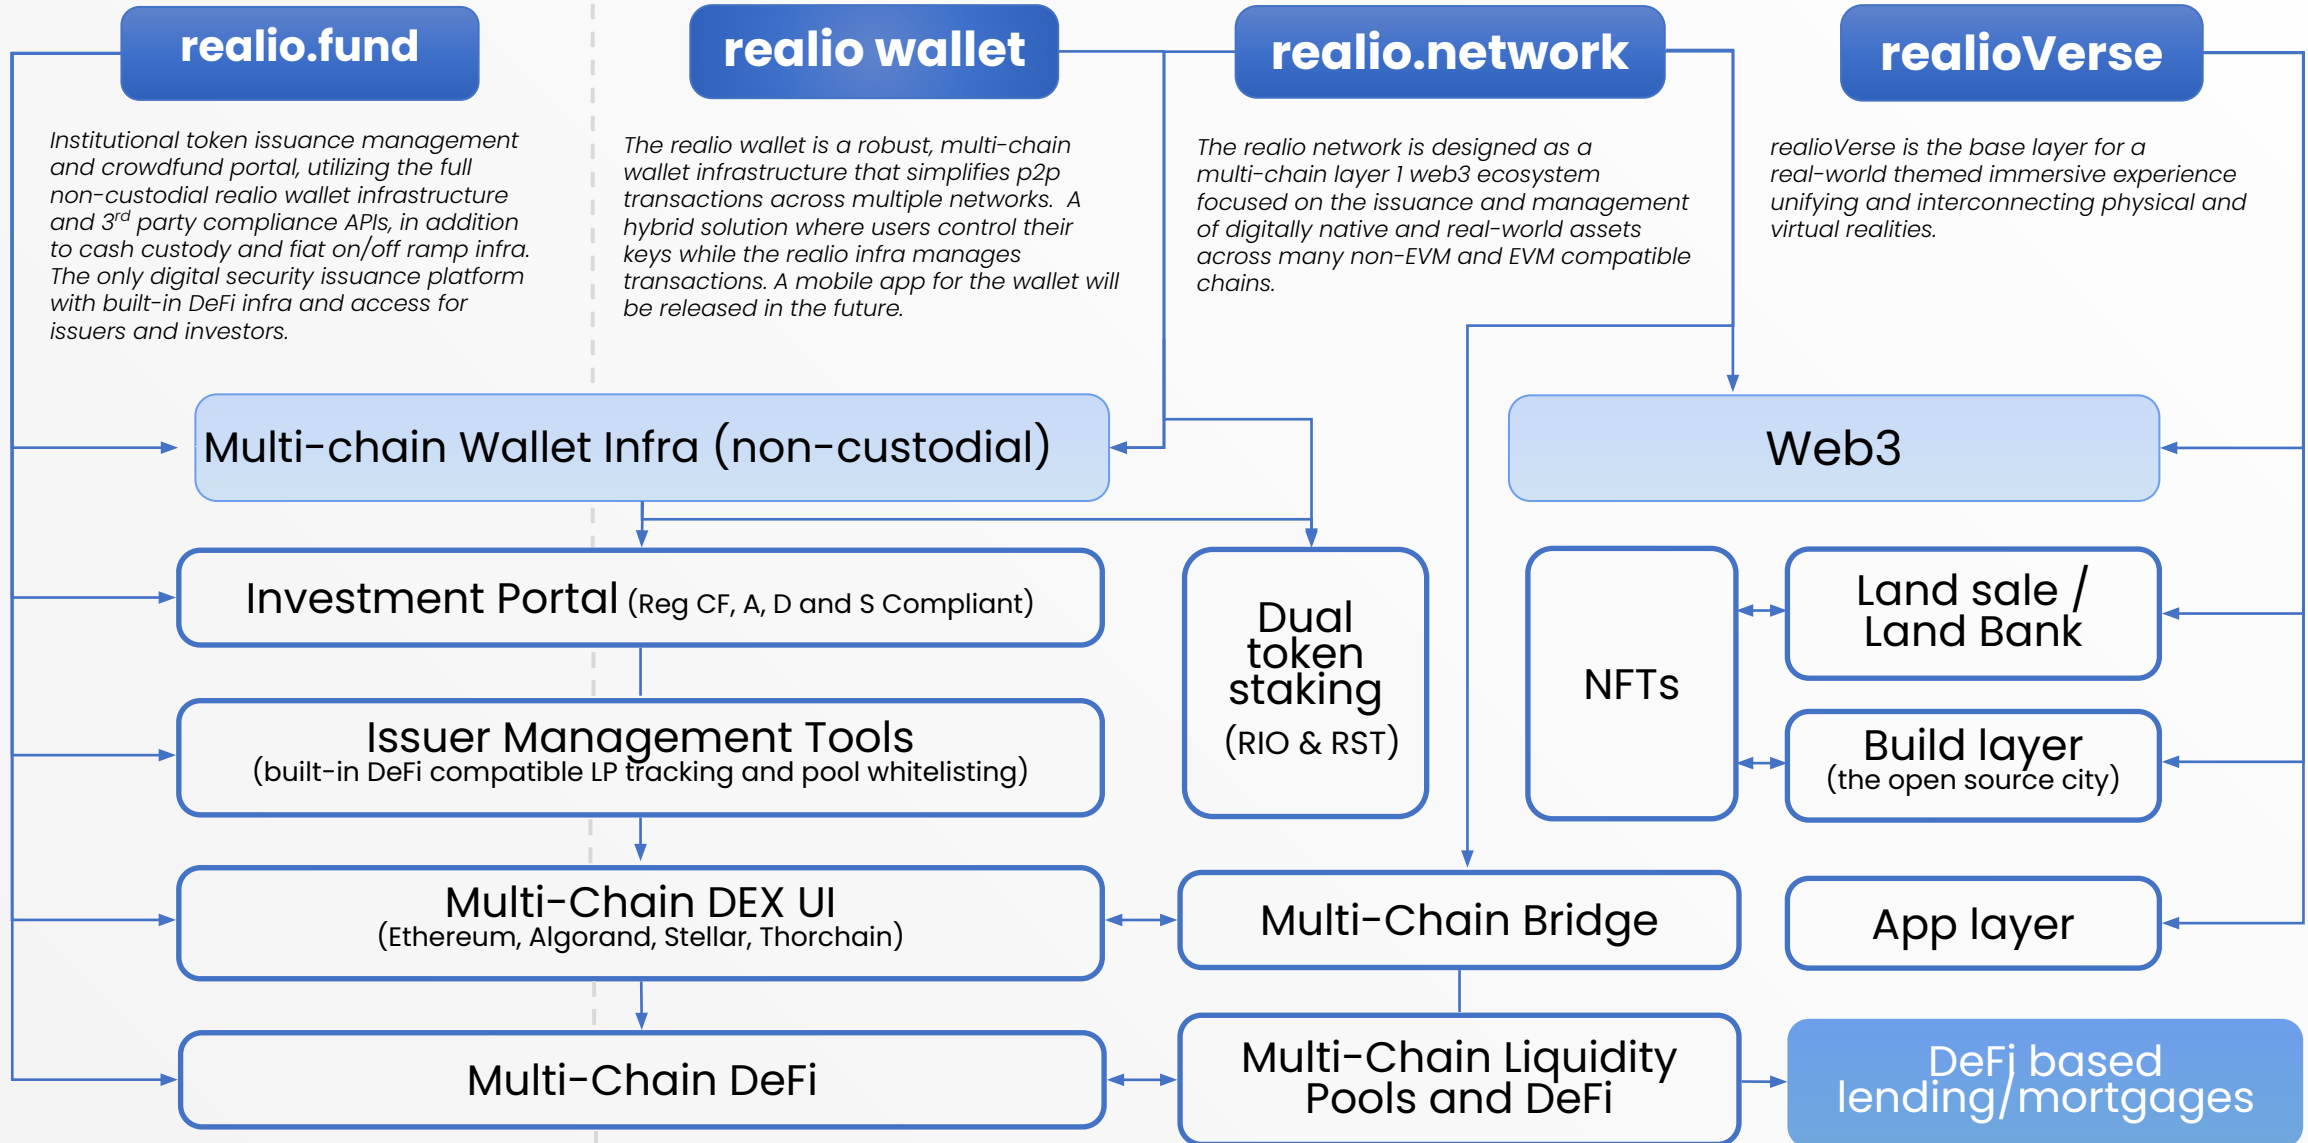 realio.fund
realio wallet
realio.network
realioVerse
Institutional token issuance management
and crowdfund portal, utilizing the full
non-custodial realio wallet infrastructure
and 3rd party compliance APIs, in addition
to cash custody and fiat on/off ramp infra.
The only digital security issuance platform
with built-in DeFi infra and access for
issuers and investors.
The realio wallet is a robust, multi-chain
wallet infrastructure that simplifies p2p
transactions across multiple networks. A
hybrid solution where users control their
keys while the realio infra manages
transactions. A mobile app for the wallet will
be released in the future.
The realio network is designed as a
multi-chain layer 1 web3 ecosystem
focused on the issuance and management
of digitally native and real-world assets
across many non-EVM and EVM compatible
chains.
realioVerse is the base layer for a
real-world themed immersive experience
unifying and interconnecting physical and
virtual realities.
Multi-chain Wallet Infra (non-custodial)
Web3
Investment Portal (Reg CF, A, D and S Compliant)
Issuer Management Tools
(built-in DeFi compatible LP tracking and pool whitelisting)
Dual
token
staking
(RIO & RST)
NFTs
Land sale /
Land Bank
Build layer
(the open source city)
Multi-Chain DEX UI
(Ethereum, Algorand, Stellar, Thorchain)
Multi-Chain Bridge
App layer
Multi-Chain DeFi
Multi-Chain Liquidity
Pools and DeFi
DeFi based
lending/mortgages